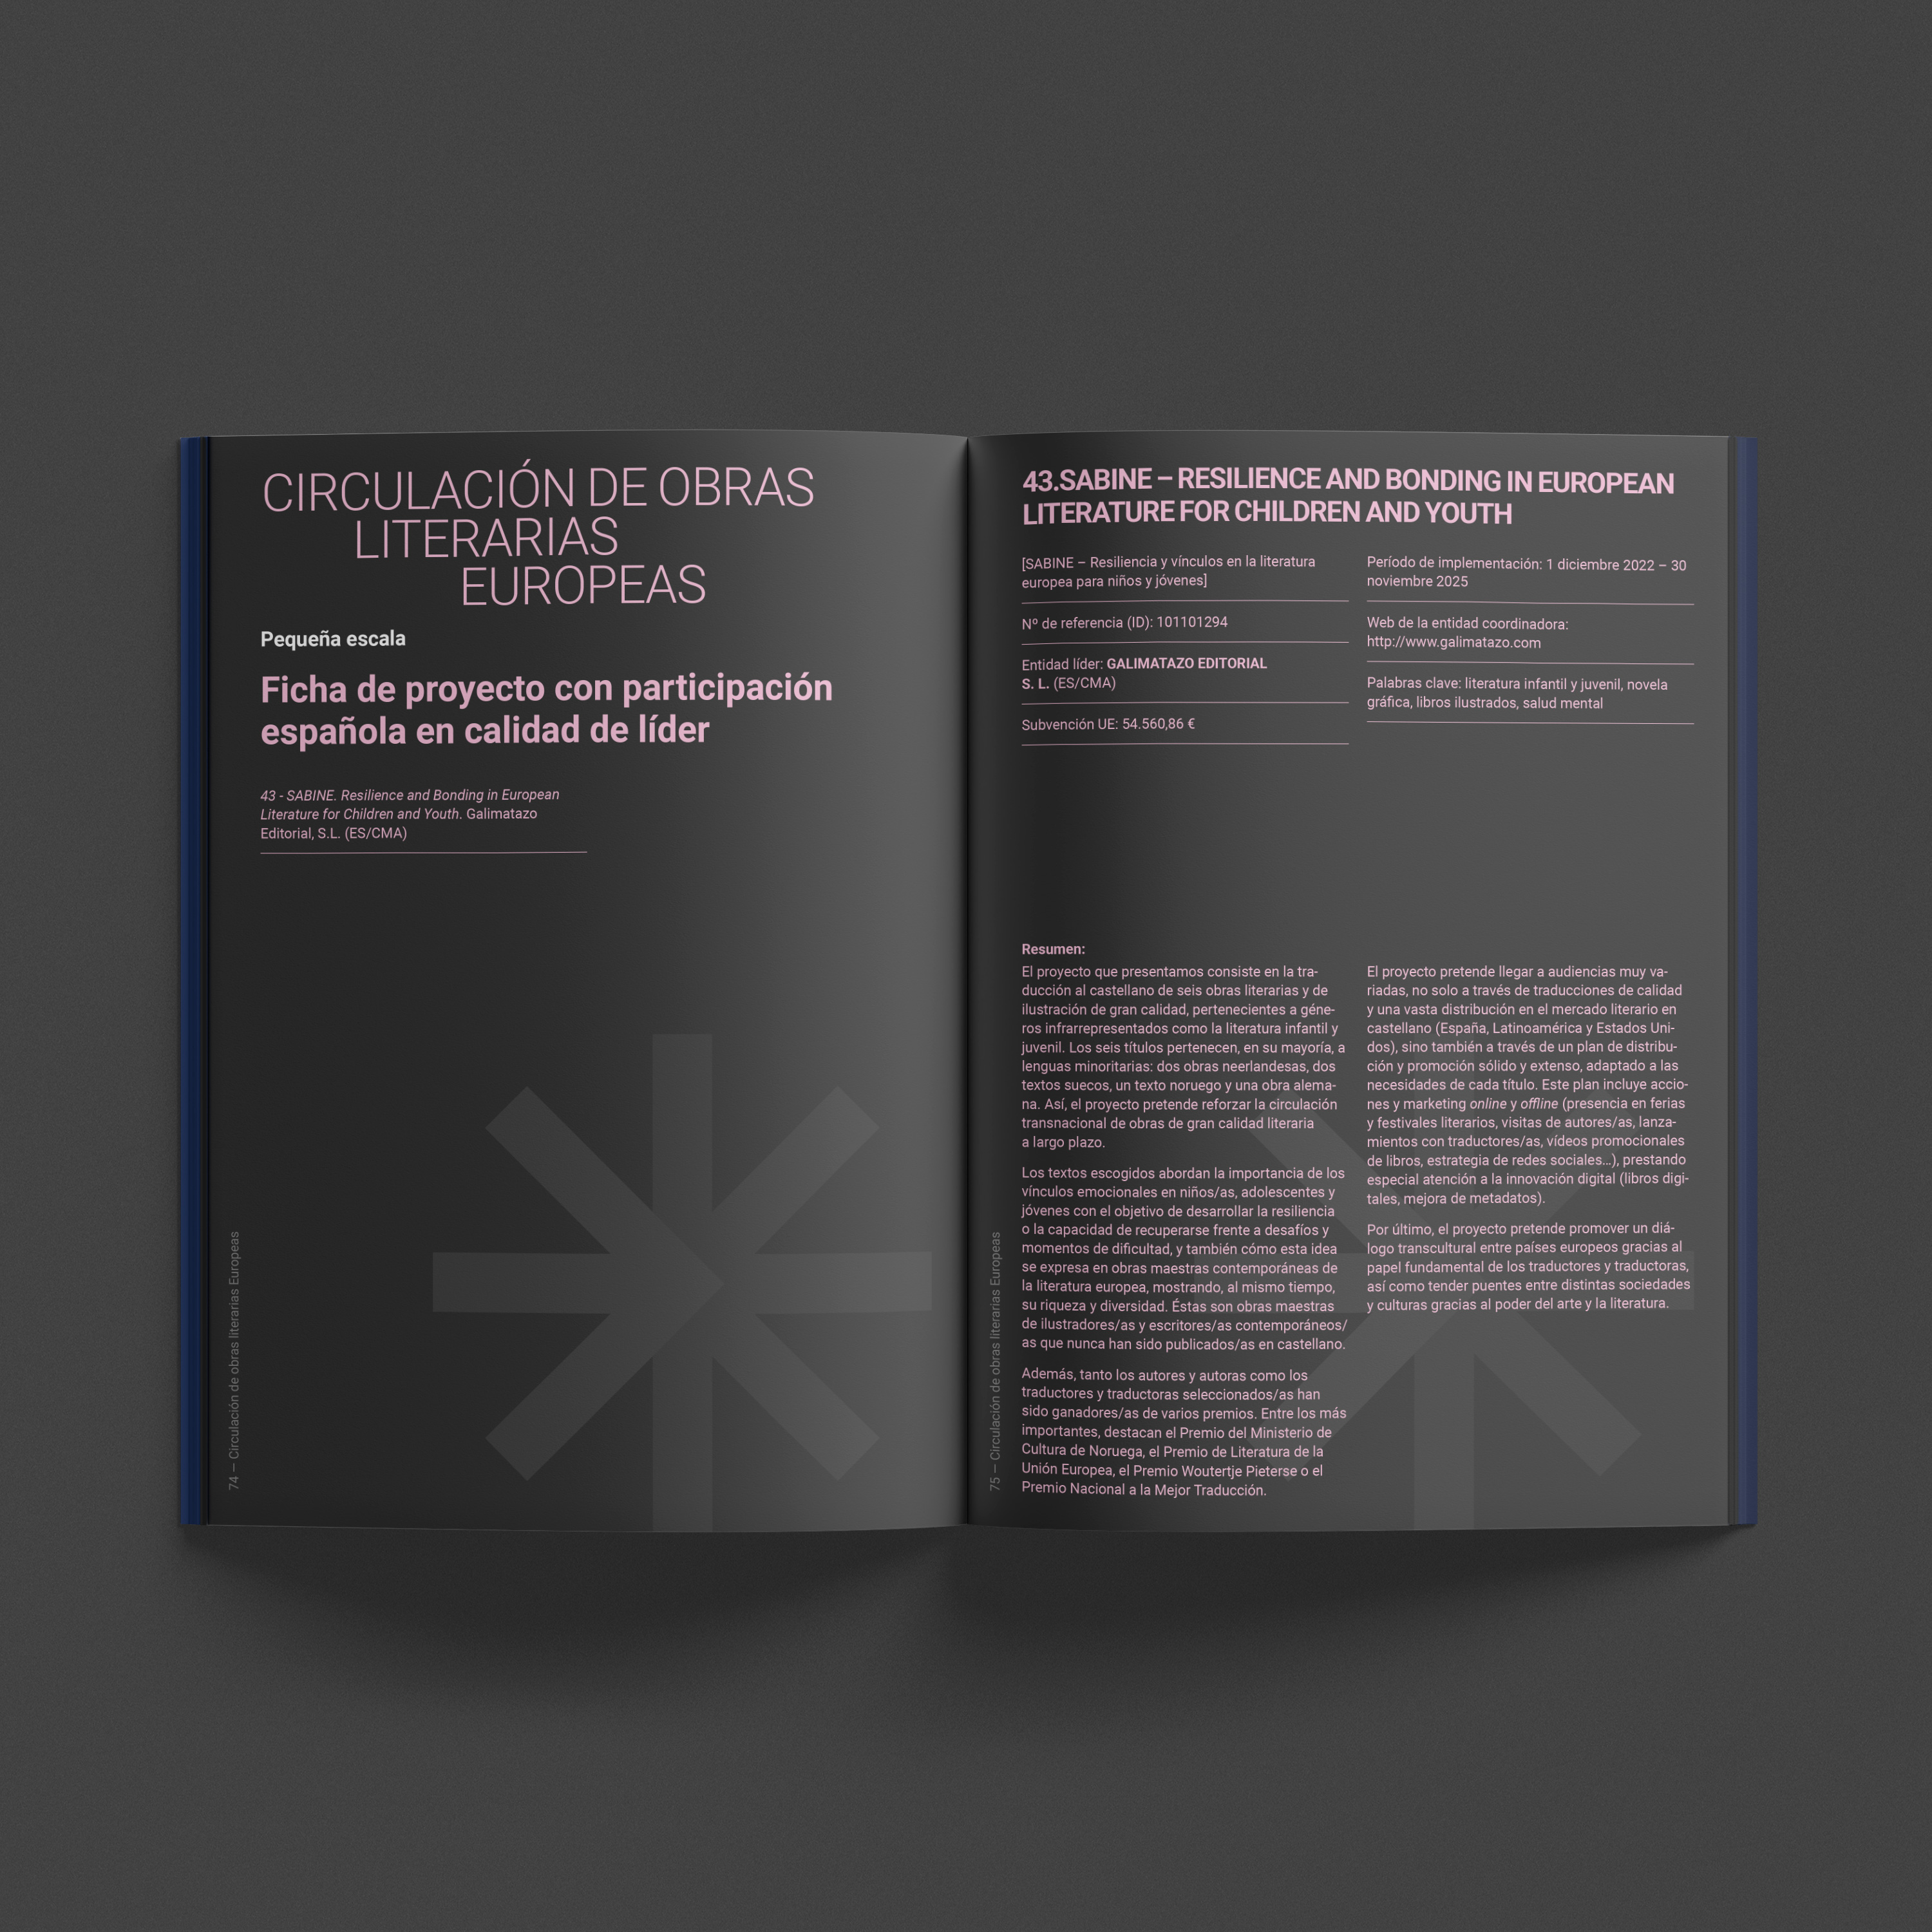 CIRCULACIÓN DE OBRAS
LITERARIAS
EUROPEAS
Pequeña escala
Ficha de proyecto con participación
española en calidad de líder
43 - SABINE. Resilience and Bonding in European
Literature for Children and Youth. Galimatazo
Editorial, S.L. (ES/CMA)
74 — Circulación de obras literarias Europeas
43.SABINE – RESILIENCE AND BONDING IN EUROPEAN
LITERATURE FOR CHILDREN AND YOUTH
[SABINE – Resiliencia y vínculos en la literatura
europea para niños y jóvenes]
Nº de referencia (ID): 101101294
Entidad líder: GALIMATAZO EDITORIAL
S. L. (ES/CMA)
Subvención UE: 54.560,86 €
Período de implementación: 1 diciembre 2022 – 30
noviembre 2025
Web de la entidad coordinadora:
http://www.galimatazo.com
Palabras clave: literatura infantil y juvenil, novela
gráfica, libros ilustrados, salud mental
Resumen:
El proyecto que presentamos consiste en la tra-
ducción al castellano de seis obras literarias y de
ilustración de gran calidad, pertenecientes a géne-
ros infrarrepresentados como la literatura infantil y
juvenil. Los seis títulos pertenecen, en su mayoría, a
lenguas minoritarias: dos obras neerlandesas, dos
textos suecos, un texto noruego y una obra alema-
na. Así, el proyecto pretende reforzar la circulación
transnacional de obras de gran calidad literaria
a largo plazo.
Los textos escogidos abordan la importancia de los
vínculos emocionales en niños/as, adolescentes y
jóvenes con el objetivo de desarrollar la resiliencia
o la capacidad de recuperarse frente a desafíos y
momentos de dificultad, y también cómo esta idea
se expresa en obras maestras contemporáneas de
la literatura europea, mostrando, al mismo tiempo,
su riqueza y diversidad. Éstas son obras maestras
de ilustradores/as y escritores/as contemporáneos/
as que nunca han sido publicados/as en castellano.
Además, tanto los autores y autoras como los
traductores y traductoras seleccionados/as han
sido ganadores/as de varios premios. Entre los más
importantes, destacan el Premio del Ministerio de
Cultura de Noruega, el Premio de Literatura de la
Unión Europea, el Premio Woutertje Pieterse o el
Premio Nacional a la Mejor Traducción.
El proyecto pretende llegar a audiencias muy va-
riadas, no solo a través de traducciones de calidad
y una vasta distribución en el mercado literario en
castellano (España, Latinoamérica y Estados Uni-
dos), sino también a través de un plan de distribu-
ción y promoción sólido y extenso, adaptado a las
necesidades de cada título. Este plan incluye accio-
nes y marketing online y offline (presencia en ferias
y festivales literarios, visitas de autores/as, lanza-
mientos con traductores/as, vídeos promocionales
de libros, estrategia de redes sociales...), prestando
especial atención a la innovación digital (libros digi-
tales, mejora de metadatos).
Por último, el proyecto pretende promover un diá-
logo transcultural entre países europeos gracias al
papel fundamental de los traductores y traductoras,
así como tender puentes entre distintas sociedades
y culturas gracias al poder del arte y la literatura.
75 — Circulación de obras literarias Europeas